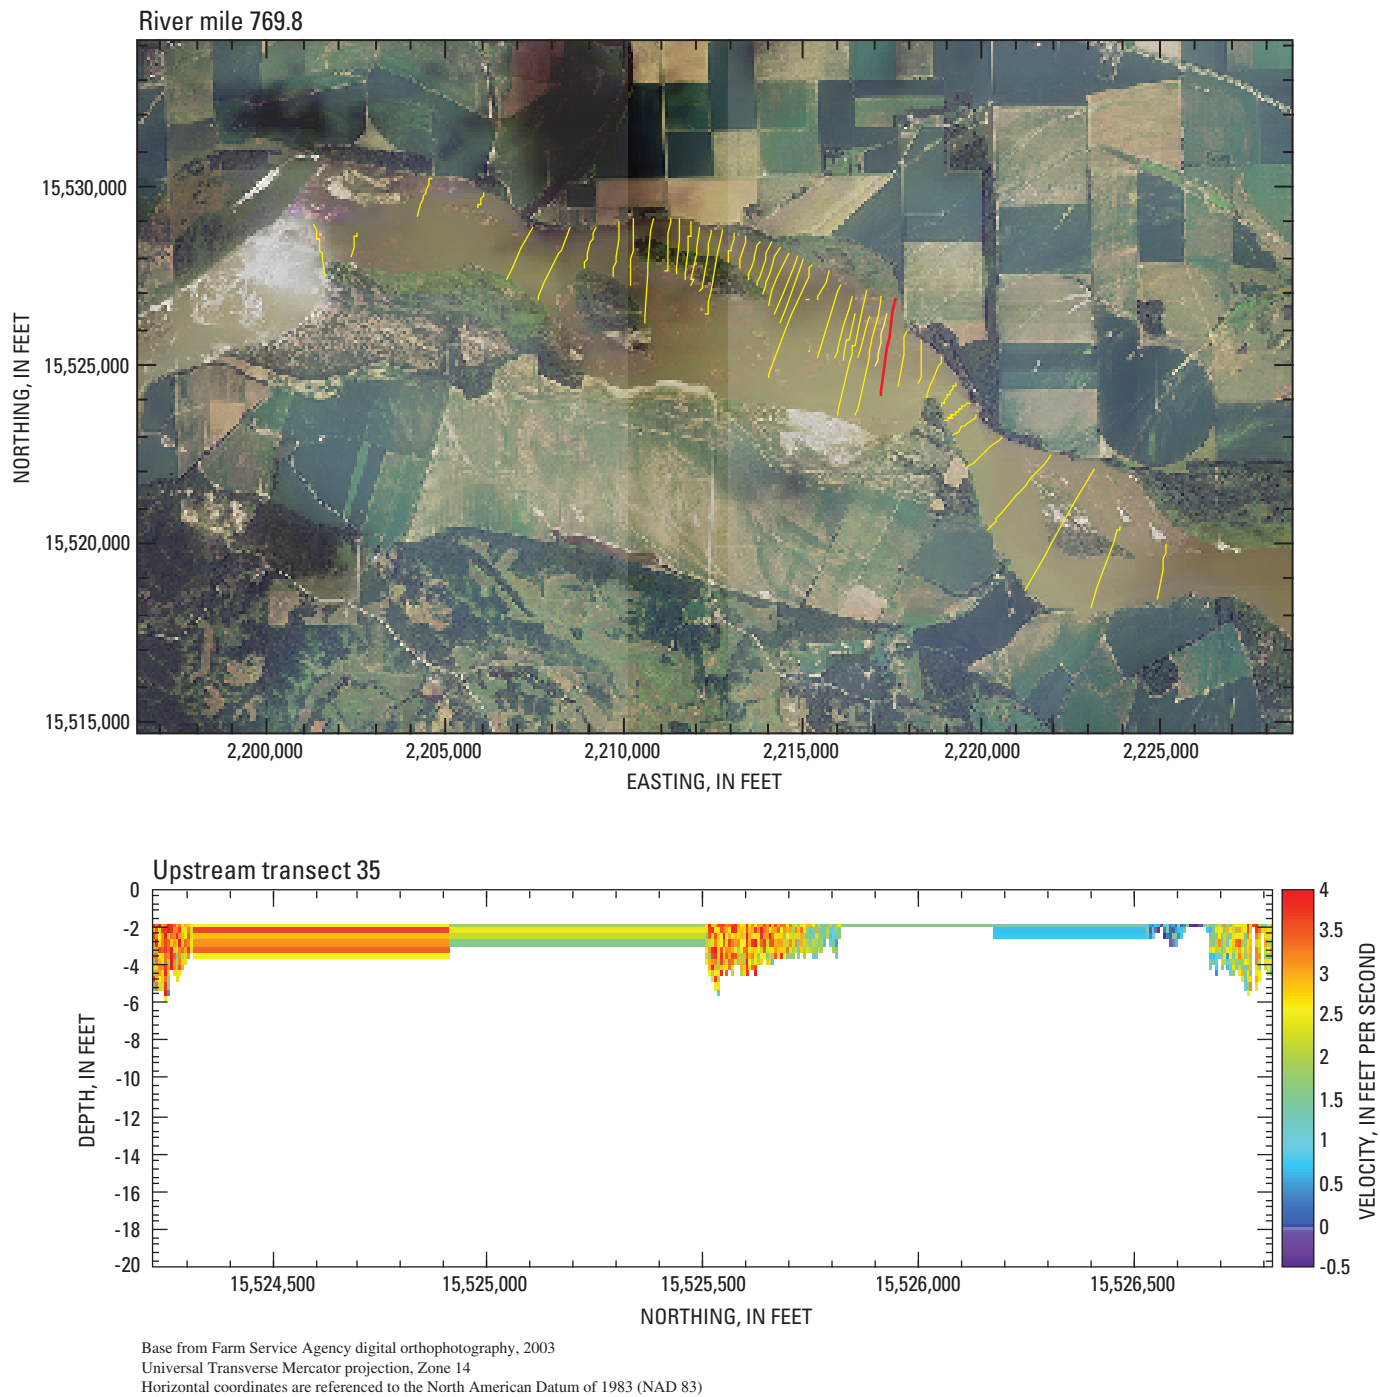 River mile 769.8
15,530,000
15,525,000
15,520,000
15,515,000
NORTHING, IN FEET
2,200,000 2,205,000 2,210,000 2,215,000 2,220,000 2,225,000
EASTING, IN FEET
Upstream transect 35
0
-2
-4
-6
-8
-10
-12
-14
-16
-18
-20
DEPTH, IN FEET
15,524,500 15,525,000 15,525,500 15,526,000 15,526,500
NORTHING, IN FEET
4
3.5
3
2.5
2
1.5
1
0.5
0
-0.5
VELOCITY, IN FEET PER SECOND
Base from Farm Service Agency digital orthophotography, 2003
Universal Transverse Mercator projection, Zone 14
Horizontal coordinates are referenced to the North American Datum of 1983 (NAD 83)